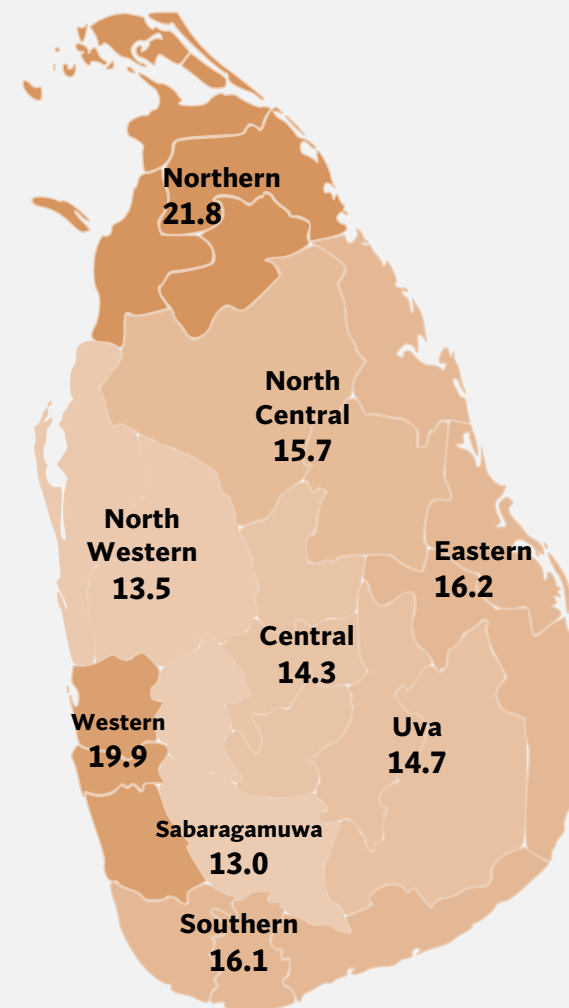 Northern
21.8
North
Central
15.7
North
Western
13.5
Eastern
16.2
Central
14.3
Western
19.9
Uva
14.7
Sabaragamuwa
13.0
Southern
16.1